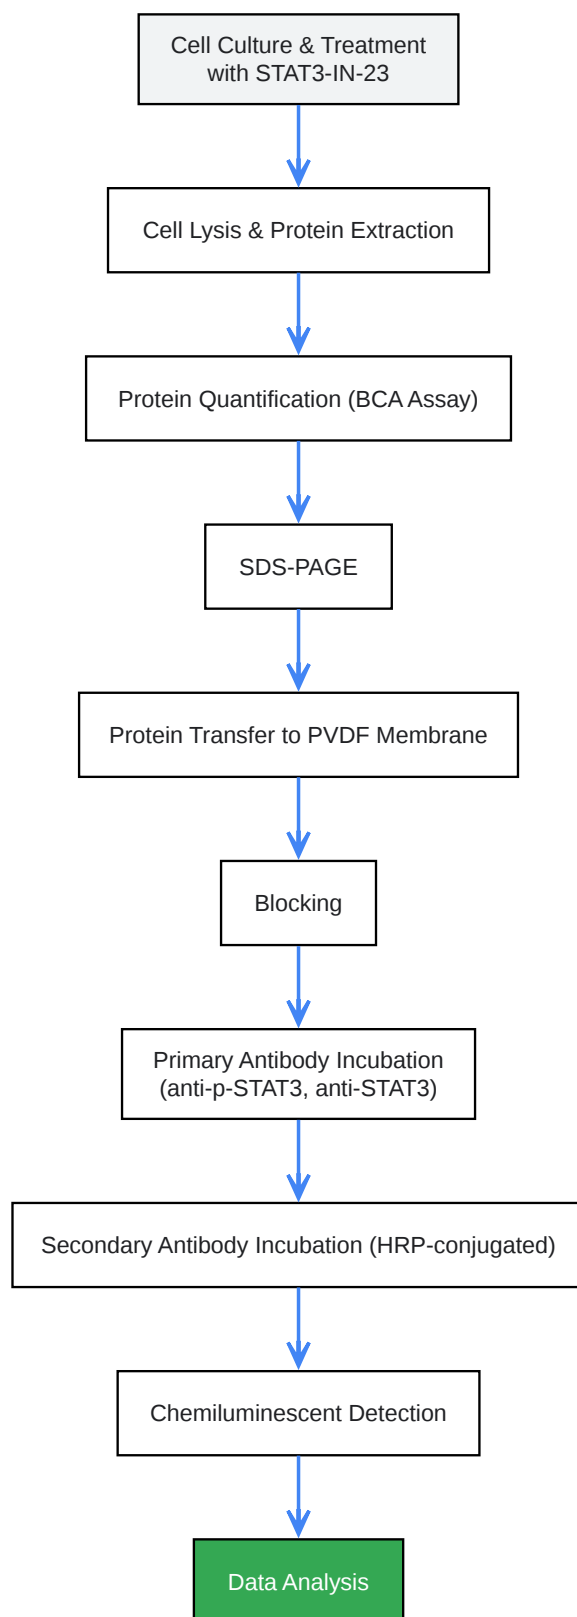 Cell Culture & Treatment
with STAT3-IN-23
Cell Lysis & Protein Extraction
Protein Quantification (BCA Assay)
SDS-PAGE
Protein Transfer to PVDF Membrane
Blocking
Primary Antibody Incubation
(anti-p-STAT3, anti-STAT3)
Secondary Antibody Incubation (HRP-conjugated)
Chemiluminescent Detection
Data Analysis